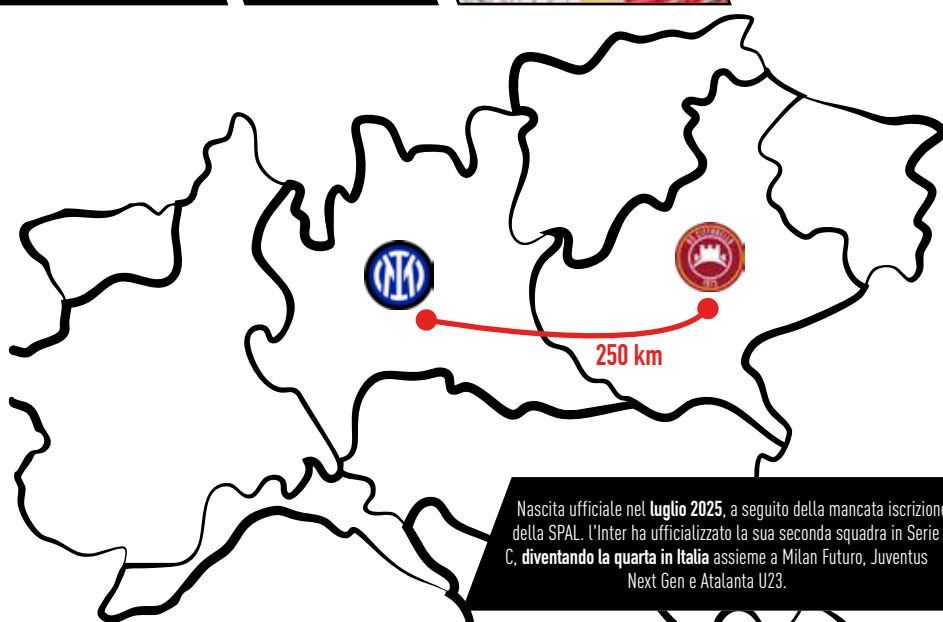 250 km
Nascita ufficiale nel luglio 2025, a seguito della mancata iscrizione
della SPAL. l'Inter ha ufficializzato la sua seconda squadra in Serie
C, diventando la quarta in Italia assieme a Milan Futuro, Juventus
Next Gen e Atalanta U23.